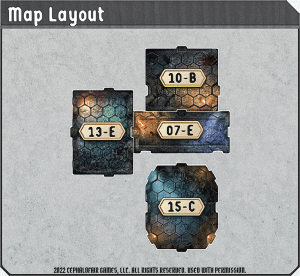 Map Layout
10-B
13-E
07-E
15-C
2022 CEPHALOFAIR GAMES, LLC. ALL RIGHTS RESERVED. USED WITH PERMISSION.